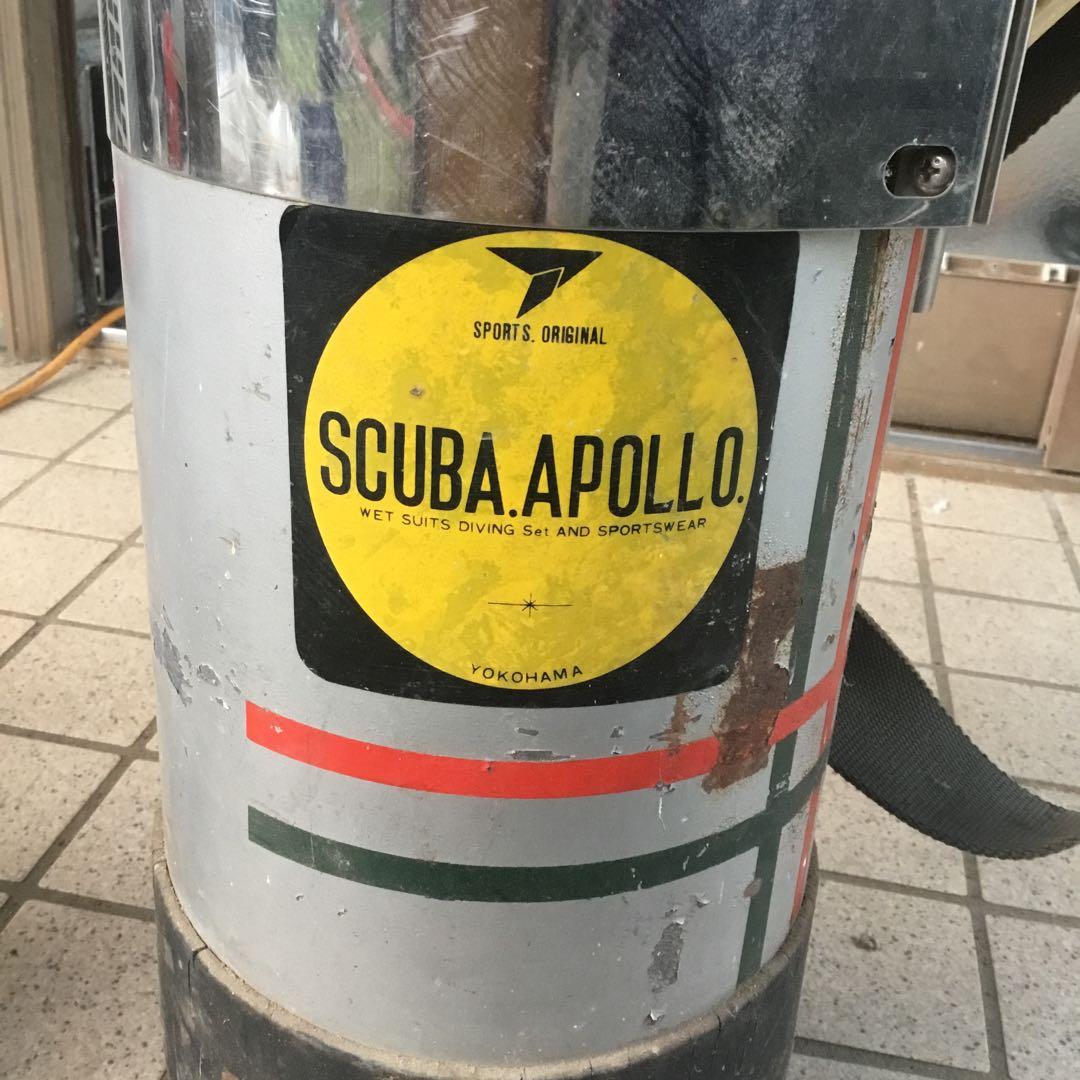 SPORTS. ORIGINAL
SCUBA.APOLLO.
WET SUITS DIVING Set AND SPORTSWEAR
YOKOHAMA